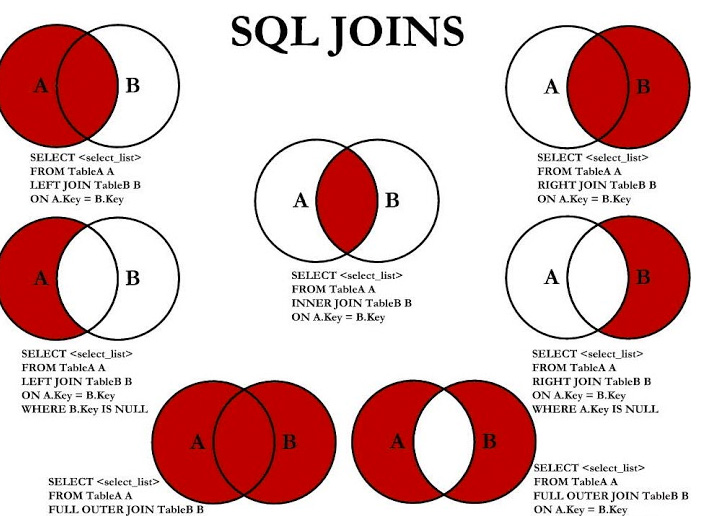 SQL JOINS
A B
SELECT <select_list>
FROM TableA A
LEFT JOIN TableB B
ON A.Key = B.Key
A B
SELECT <select_list>
FROM TableA A
RIGHT JOIN TableB B
ON A.Key = B.Key
A B
SELECT <select_list>
FROM TableA A
INNER JOIN TableB B
ON A.Key = B.Key
A B
SELECT <select_list>
FROM TableA A
LEFT JOIN TableB B
ON A.Key = B.Key
WHERE B.Key IS NULL
A B
SELECT <select_list>
FROM TableA A
RIGHT JOIN TableB B
ON A.Key = B.Key
WHERE A.Key IS NULL
A B
SELECT <select_list>
FROM TableA A
FULL OUTER JOIN TableB B
A B
SELECT <select_list>
FROM TableA A
FULL OUTER JOIN TableB B
ON A.Key = B.Key